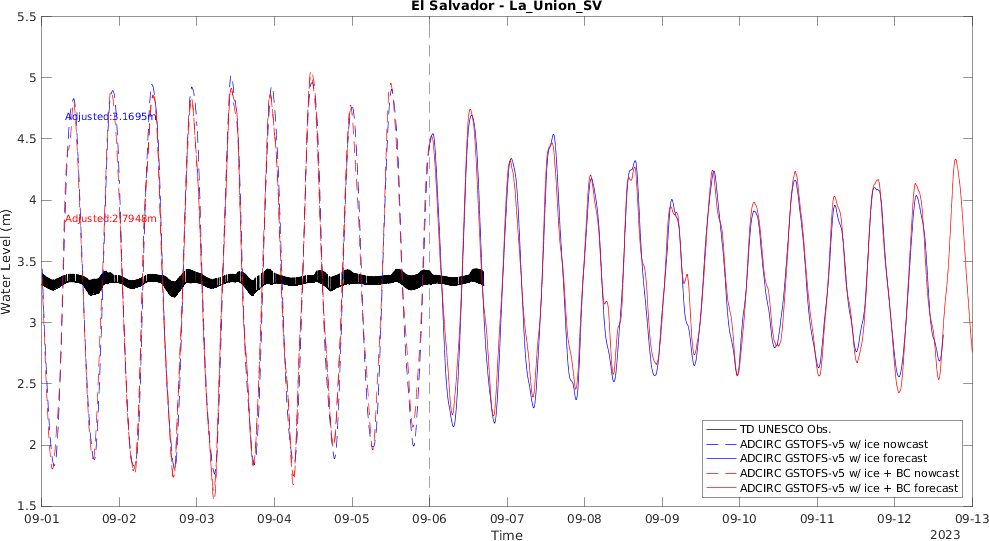 El Salvador - La_Union_SV
5.5
5
4.5
4
3.5
3
2.5
2
1.5
Water Level (m)
Adjusted:3.1695m
Adjusted:2.7948m
TD UNESCO Obs.
ADCIRC GSTOFS-v5 w/ ice nowcast
ADCIRC GSTOFS-v5 w/ ice forecast
ADCIRC GSTOFS-v5 w/ ice + BC nowcast
ADCIRC GSTOFS-v5 w/ ice + BC forecast
09-01 09-02 09-03 09-04 09-05 09-06 09-07 09-08 09-09 09-10 09-11 09-12 09-13
Time
2023